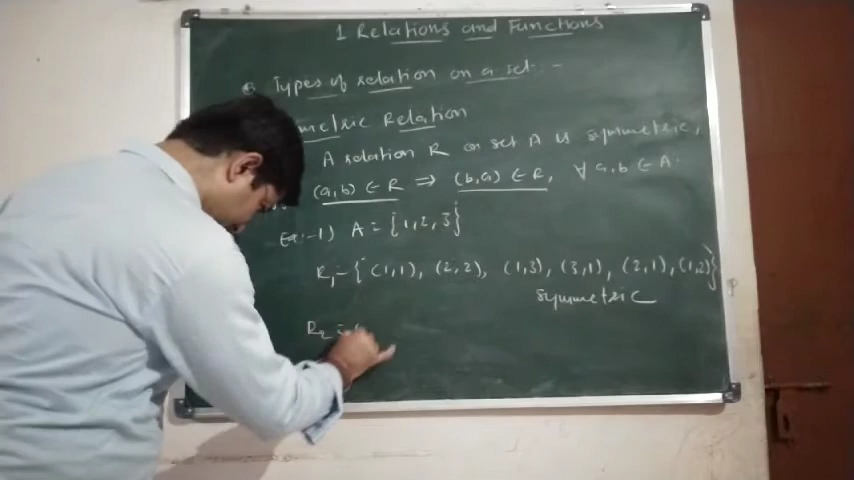 1 Relations and Functions
Types of relation on a set:-
metric Relation
A relation R on set A is symmetric,
(a,b) ∈ R ⇒ (b,a) ∈ R, ∀ a,b ∈ A.
Ex:-1) A = {1,2,3}
R₁ = {(1,1), (2,2), (1,3), (3,1), (2,1), (1,2)}
symmetric
R₂ =